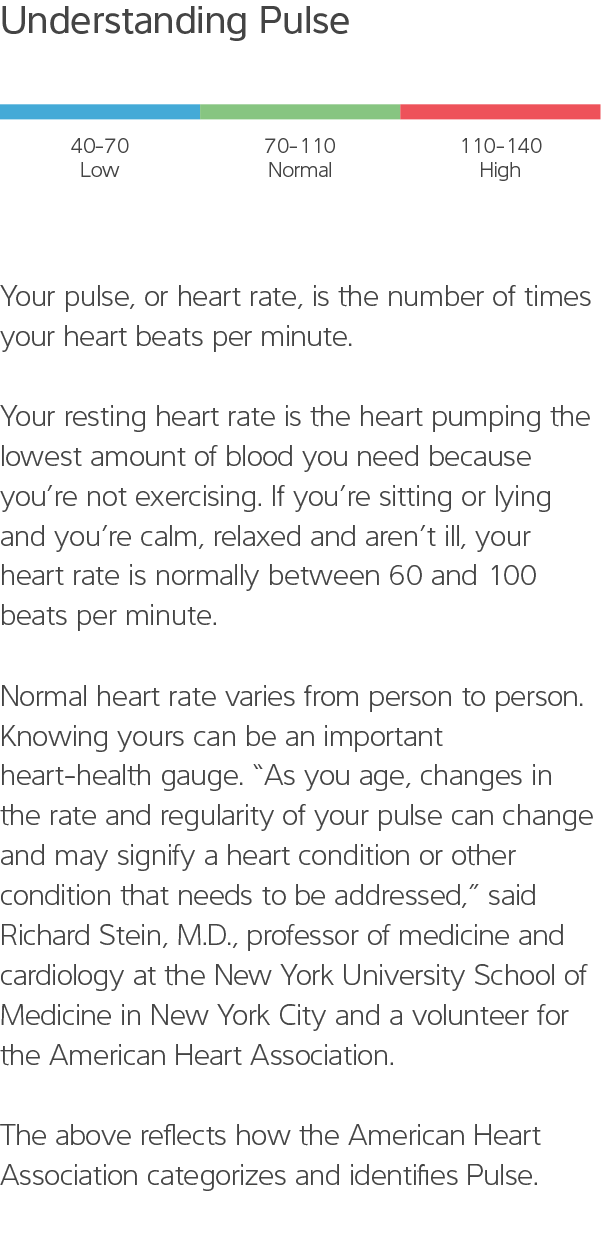 Understanding Pulse
40-70 70-110 110-140
Low Normal High
Your pulse, or heart rate, is the number of times
your heart beats per minute.
Your resting heart rate is the heart pumping the
lowest amount of blood you need because
you’re not exercising. If you’re sitting or lying
and you’re calm, relaxed and aren’t ill, your
heart rate is normally between 60 and 100
beats per minute.
Normal heart rate varies from person to person.
Knowing yours can be an important
heart-health gauge. “As you age, changes in
the rate and regularity of your pulse can change
and may signify a heart condition or other
condition that needs to be addressed,” said
Richard Stein, M.D., professor of medicine and
cardiology at the New York University School of
Medicine in New York City and a volunteer for
the American Heart Association.
The above reflects how the American Heart
Association categorizes and identifies Pulse.